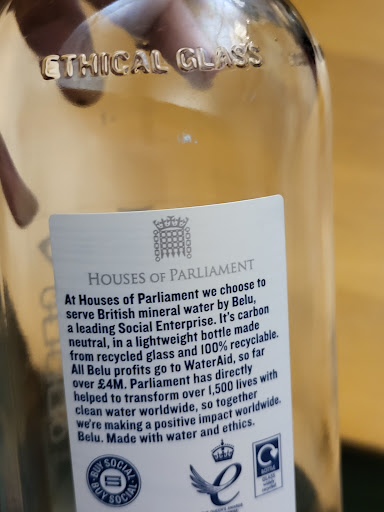 ETHICAL GLASS
HOUSES OF PARLIAMENT
At Houses of Parliament we choose to
serve British mineral water by Belu,
a leading Social Enterprise. It's carbon
neutral, in a lightweight bottle made
from recycled glass and 100% recyclable.
All Belu profits go to WaterAid, so far
over £4M. Parliament has directly
helped to transform over 1,500 lives with
clean water worldwide, so together
we're making a positive impact worldwide.
Belu. Made with water and ethics.
BUY SOCIAL
BUY SOCIAL
BOTTLE
GLASS